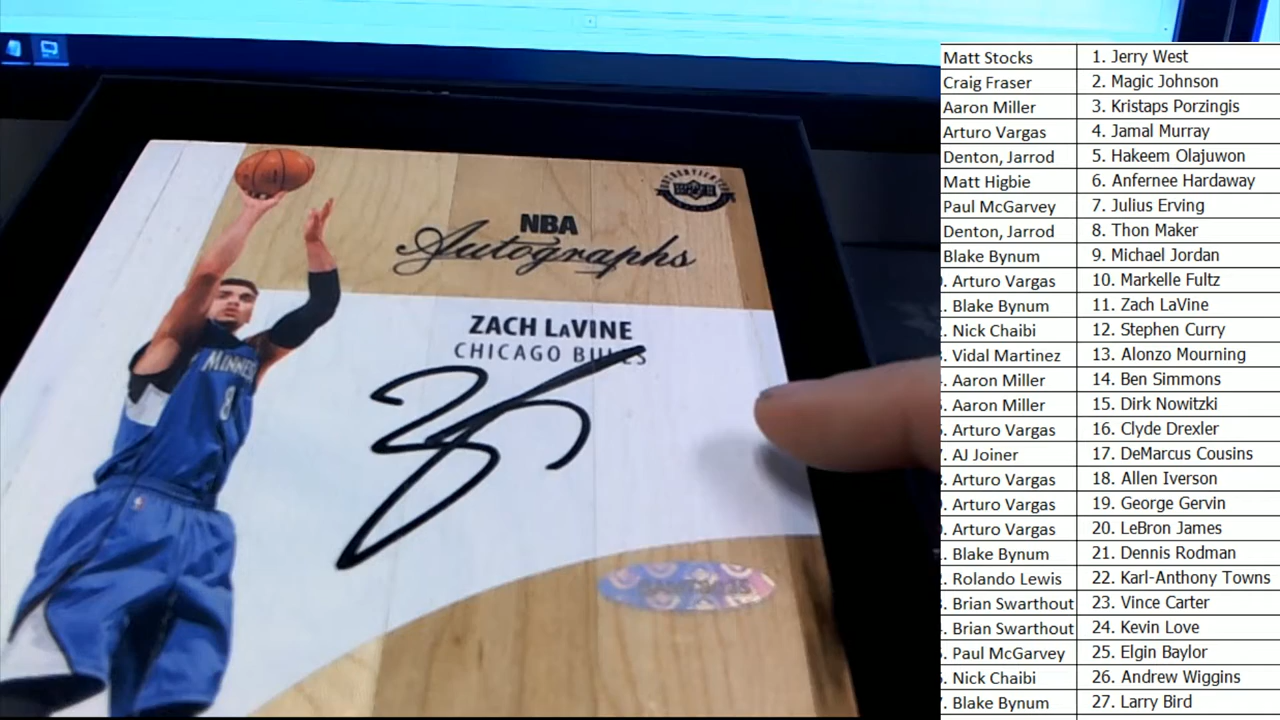 NBA
Autographs
ZACH LAVINE
CHICAGO BULLS
MINNE
8
Matt Stocks 1. Jerry West
Craig Fraser 2. Magic Johnson
Aaron Miller 3. Kristaps Porzingis
Arturo Vargas 4. Jamal Murray
Denton, Jarrod 5. Hakeem Olajuwon
Matt Higbie 6. Anfernee Hardaway
Paul McGarvey 7. Julius Erving
Denton, Jarrod 8. Thon Maker
Blake Bynum 9. Michael Jordan
. Arturo Vargas 10. Markelle Fultz
. Blake Bynum 11. Zach LaVine
. Nick Chaibi 12. Stephen Curry
. Vidal Martinez 13. Alonzo Mourning
. Aaron Miller 14. Ben Simmons
. Aaron Miller 15. Dirk Nowitzki
. Arturo Vargas 16. Clyde Drexler
. AJ Joiner 17. DeMarcus Cousins
. Arturo Vargas 18. Allen Iverson
. Arturo Vargas 19. George Gervin
. Arturo Vargas 20. LeBron James
. Blake Bynum 21. Dennis Rodman
. Rolando Lewis 22. Karl-Anthony Towns
. Brian Swarthout 23. Vince Carter
. Brian Swarthout 24. Kevin Love
. Paul McGarvey 25. Elgin Baylor
. Nick Chaibi 26. Andrew Wiggins
. Blake Bynum 27. Larry Bird